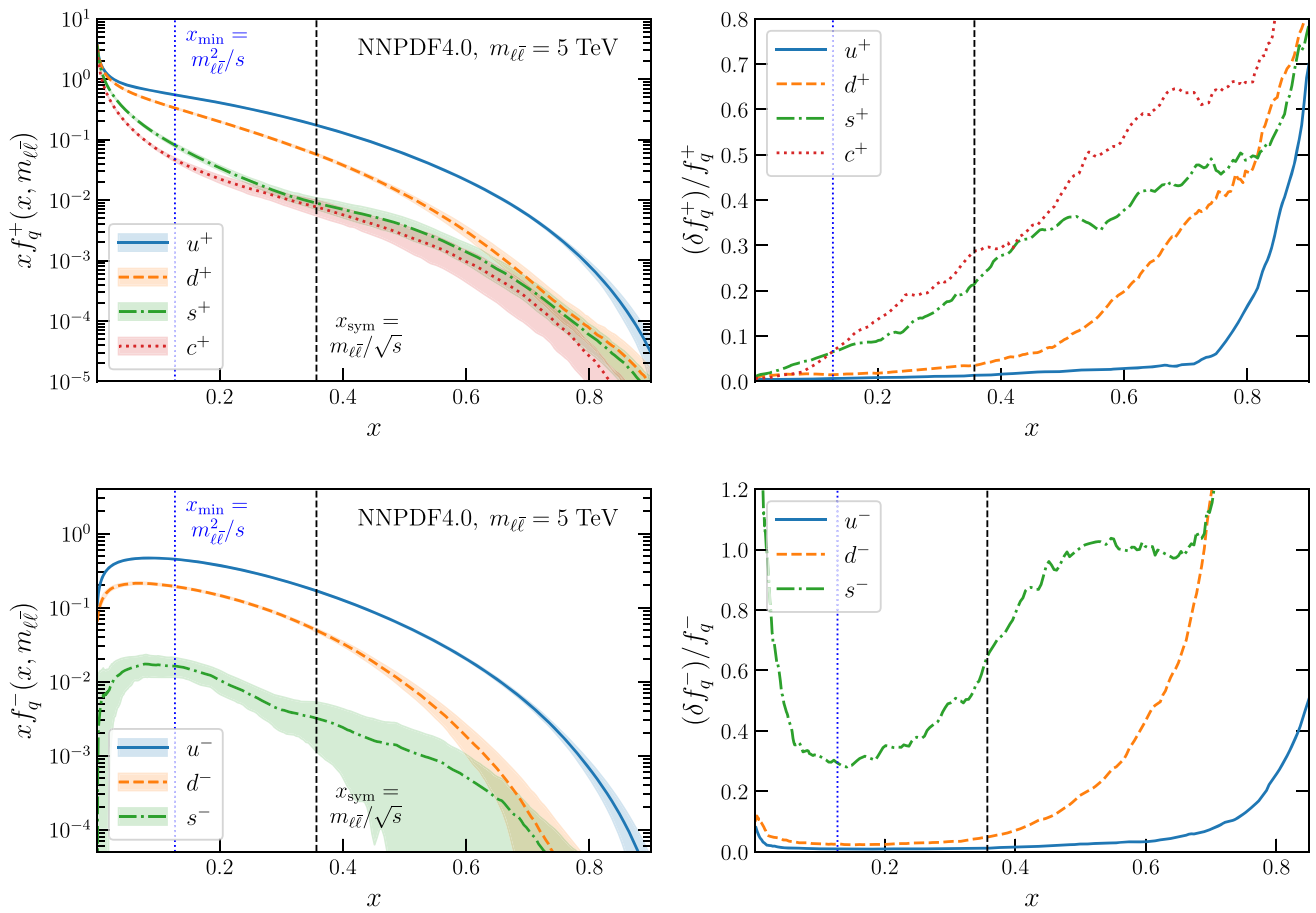 NNPDF4.0, m_{ℓℓ̄} = 5 TeV
x_min =
m²_{ℓℓ̄}/s
x_sym =
m_{ℓℓ̄}/√s
u⁺
d⁺
s⁺
c⁺
10¹
10⁰
10⁻¹
10⁻²
10⁻³
10⁻⁴
10⁻⁵
x f_q⁺(x, m_{ℓℓ̄})
0.2 0.4 0.6 0.8
x
u⁺
d⁺
s⁺
c⁺
0.8
0.7
0.6
0.5
0.4
0.3
0.2
0.1
0.0
(δf_q⁺)/f_q⁺
0.2 0.4 0.6 0.8
x
NNPDF4.0, m_{ℓℓ̄} = 5 TeV
x_min =
m²_{ℓℓ̄}/s
x_sym =
m_{ℓℓ̄}/√s
u⁻
d⁻
s⁻
10⁰
10⁻¹
10⁻²
10⁻³
10⁻⁴
x f_q⁻(x, m_{ℓℓ̄})
0.2 0.4 0.6 0.8
x
u⁻
d⁻
s⁻
1.2
1.0
0.8
0.6
0.4
0.2
0.0
(δf_q⁻)/f_q⁻
0.2 0.4 0.6 0.8
x